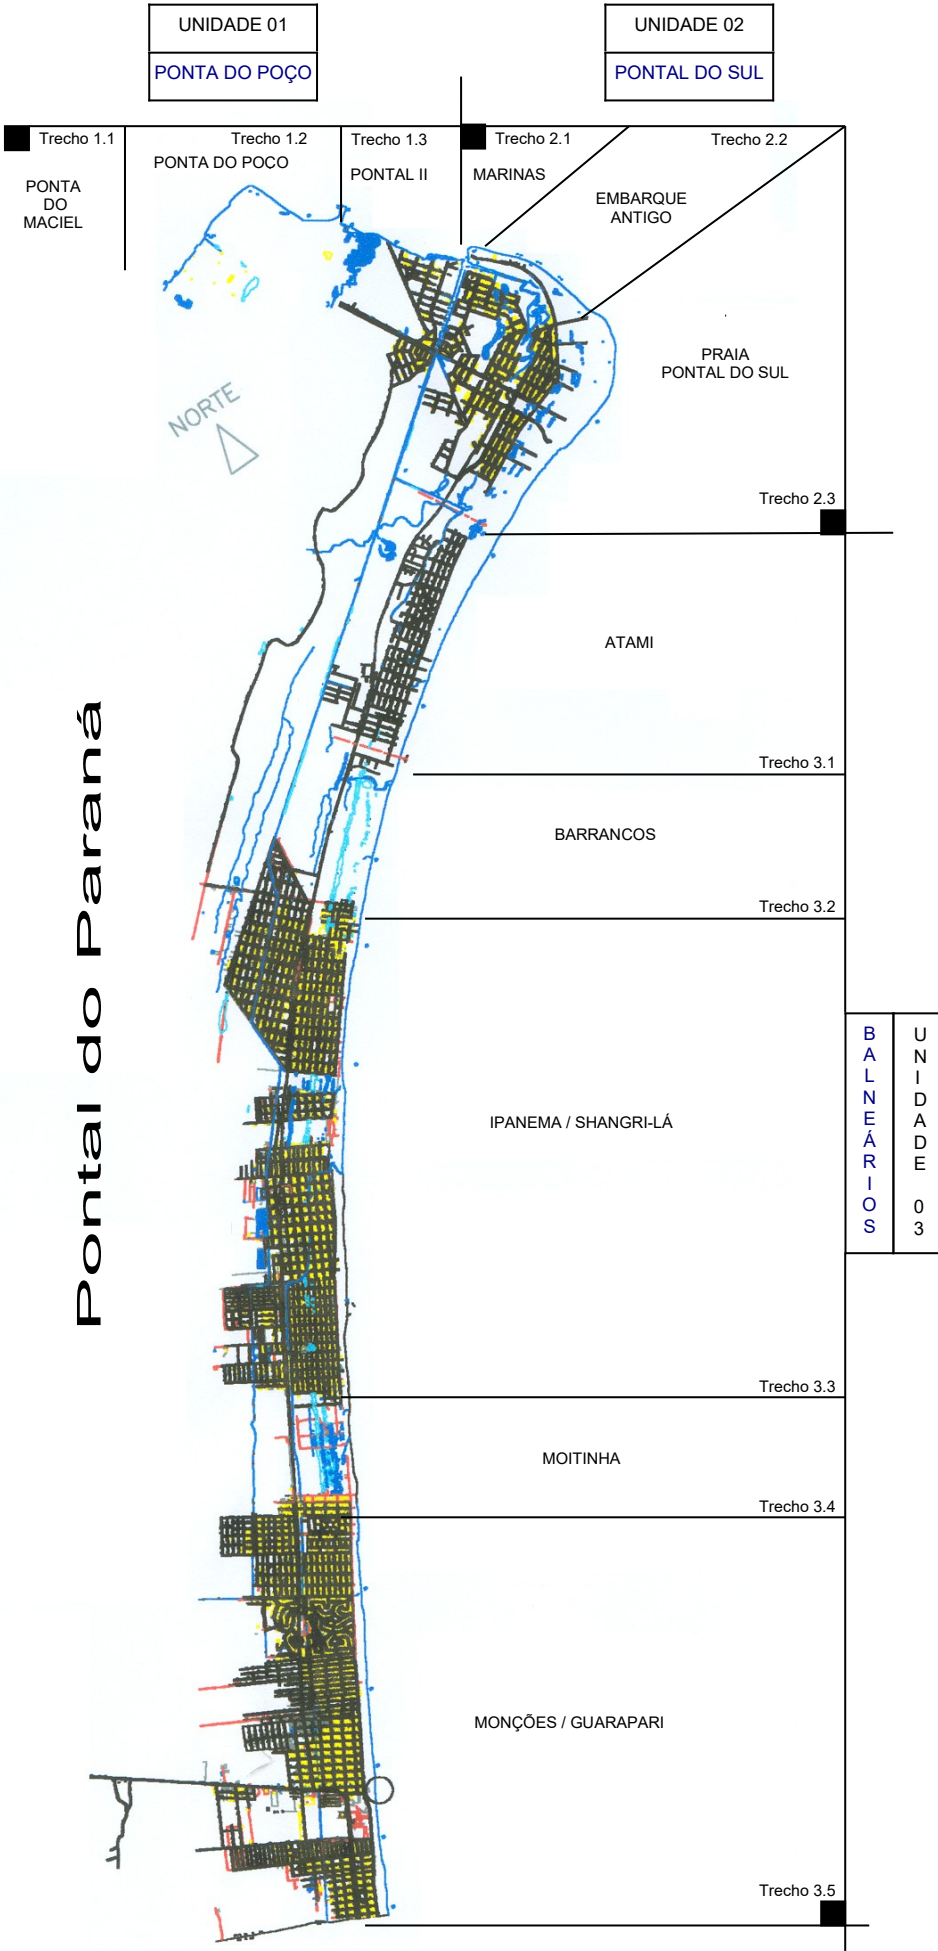 UNIDADE 01
PONTA DO POÇO
UNIDADE 02
PONTAL DO SUL
Trecho 1.1
Trecho 1.2
Trecho 1.3
Trecho 2.1
Trecho 2.2
PONTA
DO
MACIEL
PONTA DO POÇO
PONTAL II
MARINAS
EMBARQUE
ANTIGO
PRAIA
PONTAL DO SUL
NORTE
Trecho 2.3
ATAMI
Trecho 3.1
BARRANCOS
Trecho 3.2
Pontal do Paraná
IPANEMA / SHANGRI-LÁ
BALNEÁRIOS
UNIDADE 03
Trecho 3.3
MOITINHA
Trecho 3.4
MONÇÕES / GUARAPARI
Trecho 3.5